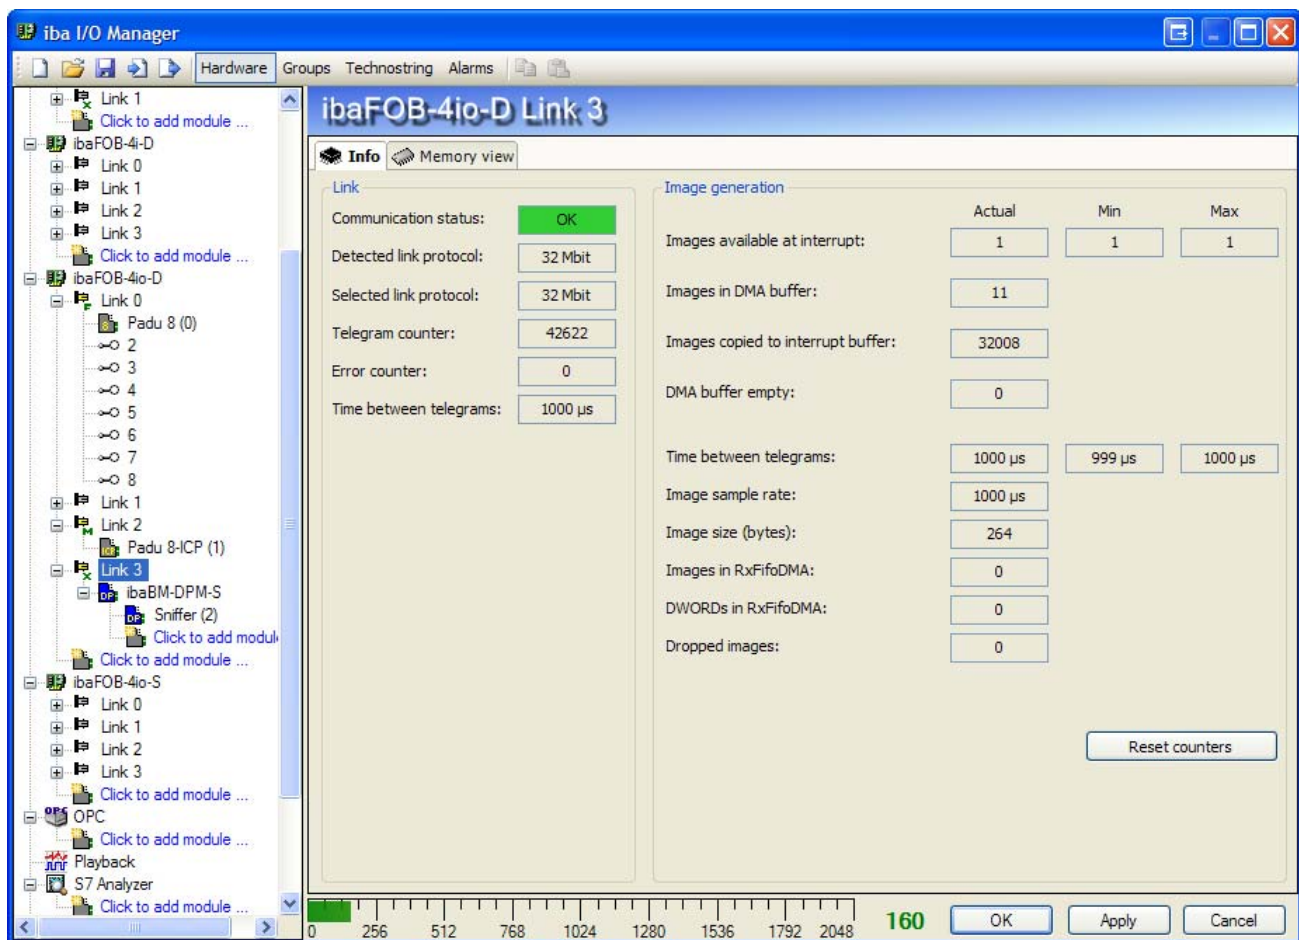 iba I/O Manager
Hardware Groups Technostring Alarms
Link 1
Click to add module ...
ibaFOB-4i-D
Link 0
Link 1
Link 2
Link 3
Click to add module ...
ibaFOB-4io-D
Link 0
F
Padu 8 (0)
2
3
4
5
6
7
8
Link 1
Link 2
M
Padu 8-ICP (1)
Link 3
X
ibaBM-DPM-S
DP
Sniffer (2)
DP
Click to add modul
Click to add module ...
ibaFOB-4io-S
Link 0
Link 1
Link 2
Link 3
Click to add module ...
OPC
OPC
Click to add module ...
Playback
S7 Analyzer
Click to add module ...
ibaFOB-4io-D Link 3
Info Memory view
Link
Communication status: OK
Detected link protocol: 32 Mbit
Selected link protocol: 32 Mbit
Telegram counter: 42622
Error counter: 0
Time between telegrams: 1000 µs
Image generation
Actual Min Max
Images available at interrupt: 1 1 1
Images in DMA buffer: 11
Images copied to interrupt buffer: 32008
DMA buffer empty: 0
Time between telegrams: 1000 µs 999 µs 1000 µs
Image sample rate: 1000 µs
Image size (bytes): 264
Images in RxFifoDMA: 0
DWORDs in RxFifoDMA: 0
Dropped images: 0
Reset counters
0 256 512 768 1024 1280 1536 1792 2048
160 OK Apply Cancel